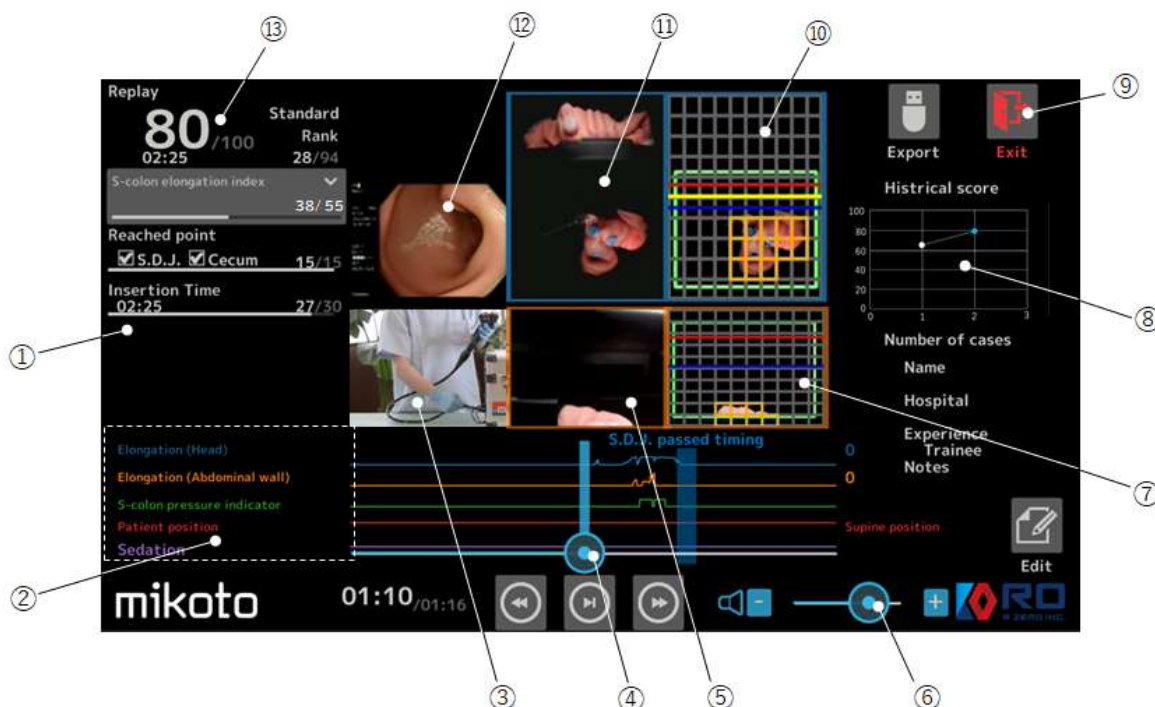 ⑬
⑫
⑪
⑩
⑨
Replay
80/100
02:25
Standard
Rank
28/94
S-colon elongation index
38/55
Reached point
S.D.J. Cecum 15/15
Insertion Time
02:25 27/30
①
Export
Exit
Histrical score
100
80
60
40
20
0
0 1 2 3
⑧
Number of cases
Name
Hospital
Experience
Trainee
Notes
⑦
S.D.J. passed timing
Elongation (Head) 0
Elongation (Abdominal wall) 0
S-colon pressure indicator
Patient position Supine position
Sedation
②
Edit
mikoto
01:10/01:16
-
+
RO
R ZERO INC.
③
④
⑤
⑥